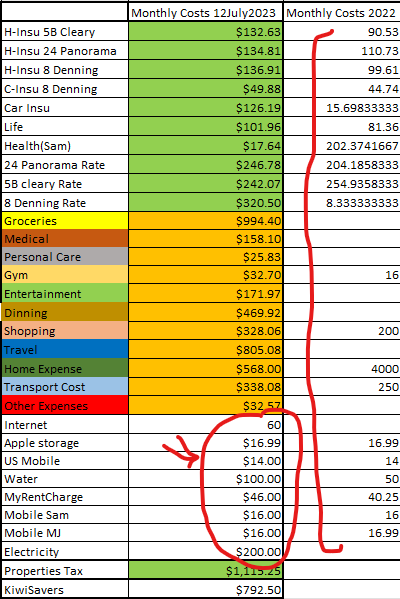 Monthly Costs 12July2023 Monthly Costs 2022
H-Insu 5B Cleary $132.63 90.53
H-Insu 24 Panorama $134.81 110.73
H-Insu 8 Denning $136.91 99.61
C-Insu 8 Denning $49.88 44.74
Car Insu $126.19 15.69833333
Life $101.96 81.36
Health(Sam) $17.64 202.3741667
24 Panorama Rate $246.78 204.1858333
5B cleary Rate $242.07 254.9358333
8 Denning Rate $320.50 8.333333333
Groceries $994.40
Medical $158.10
Personal Care $25.83
Gym $32.70 16
Entertainment $171.97
Dinning $469.92
Shopping $328.06 200
Travel $805.08
Home Expense $568.00 4000
Transport Cost $338.08 250
Other Expenses $32.57
Internet 60
Apple storage $16.99 16.99
US Mobile $14.00 14
Water $100.00 50
MyRentCharge $46.00 40.25
Mobile Sam $16.00 16
Mobile MJ $16.00 16.99
Electricity $200.00
Properties Tax $1,115.25
KiwiSavers $792.50